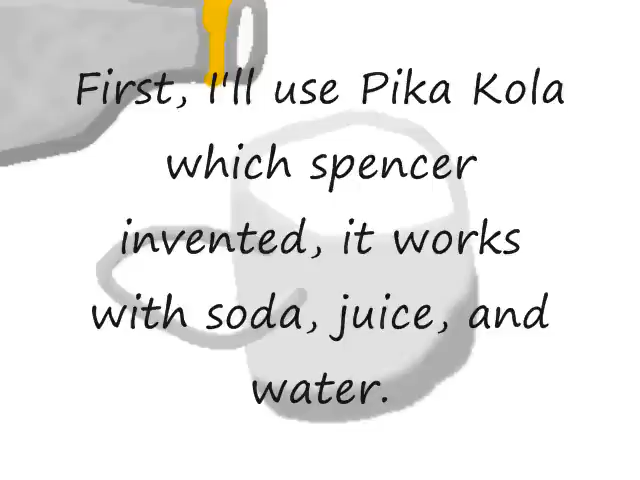 First, I'll use Pika Kola
which spencer
invented, it works
with soda, juice, and
water.